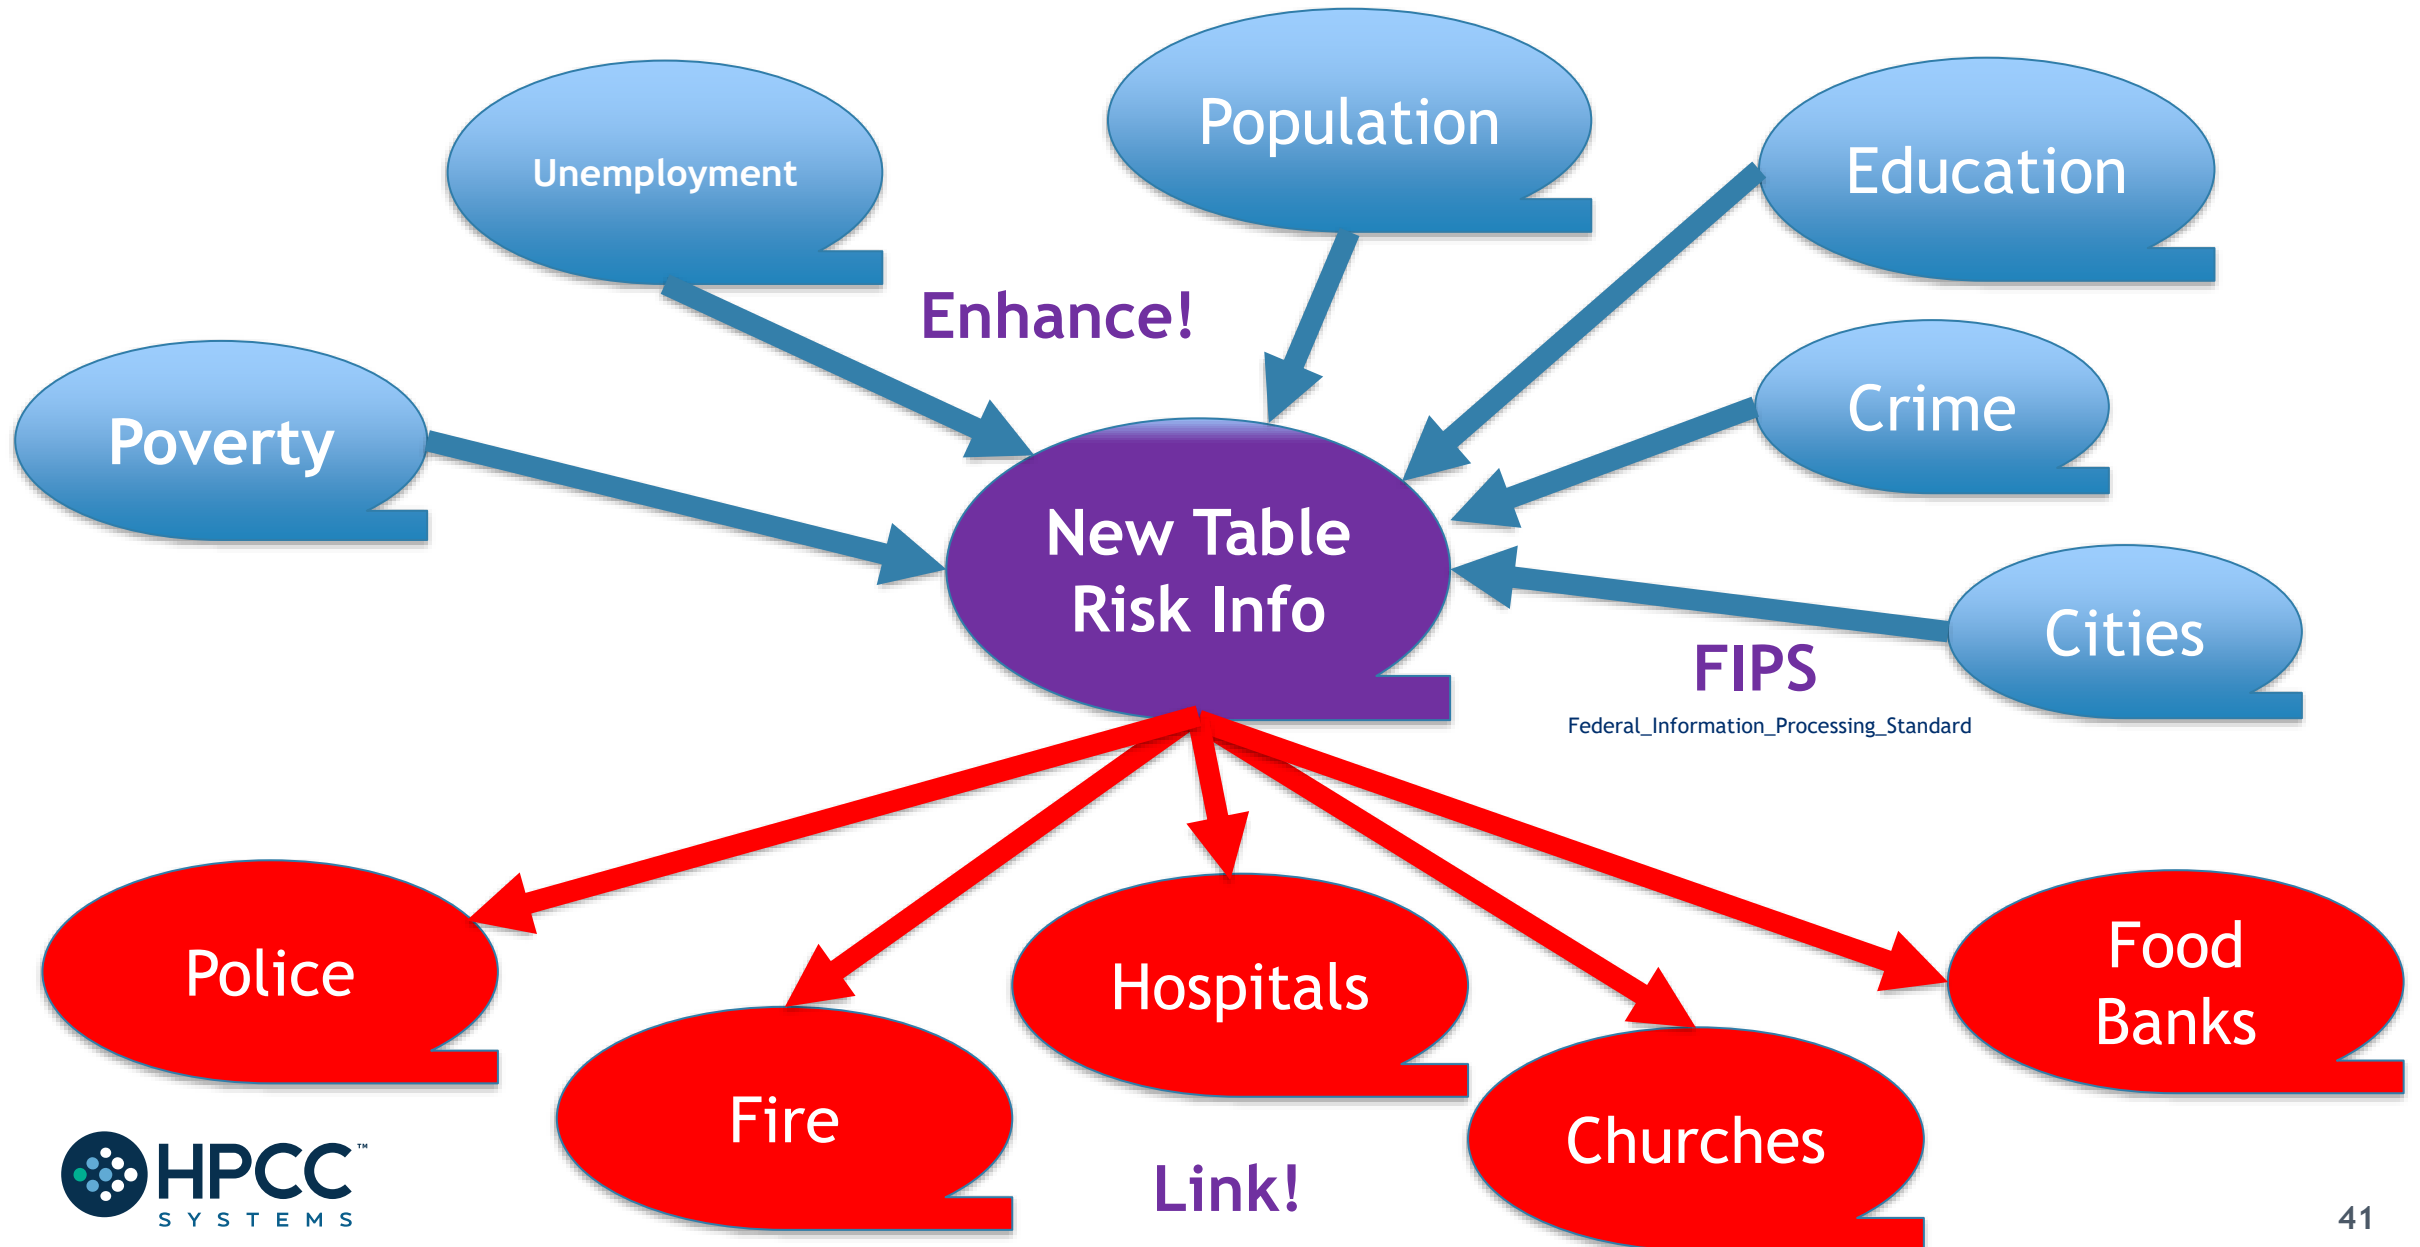 Population
Unemployment
Education
Enhance!
Crime
Poverty
New Table
Risk Info
Cities
FIPS
Federal_Information_Processing_Standard
Police
Hospitals
Food
Banks
Fire
Churches
Link!
HPCC™
SYSTEMS
41